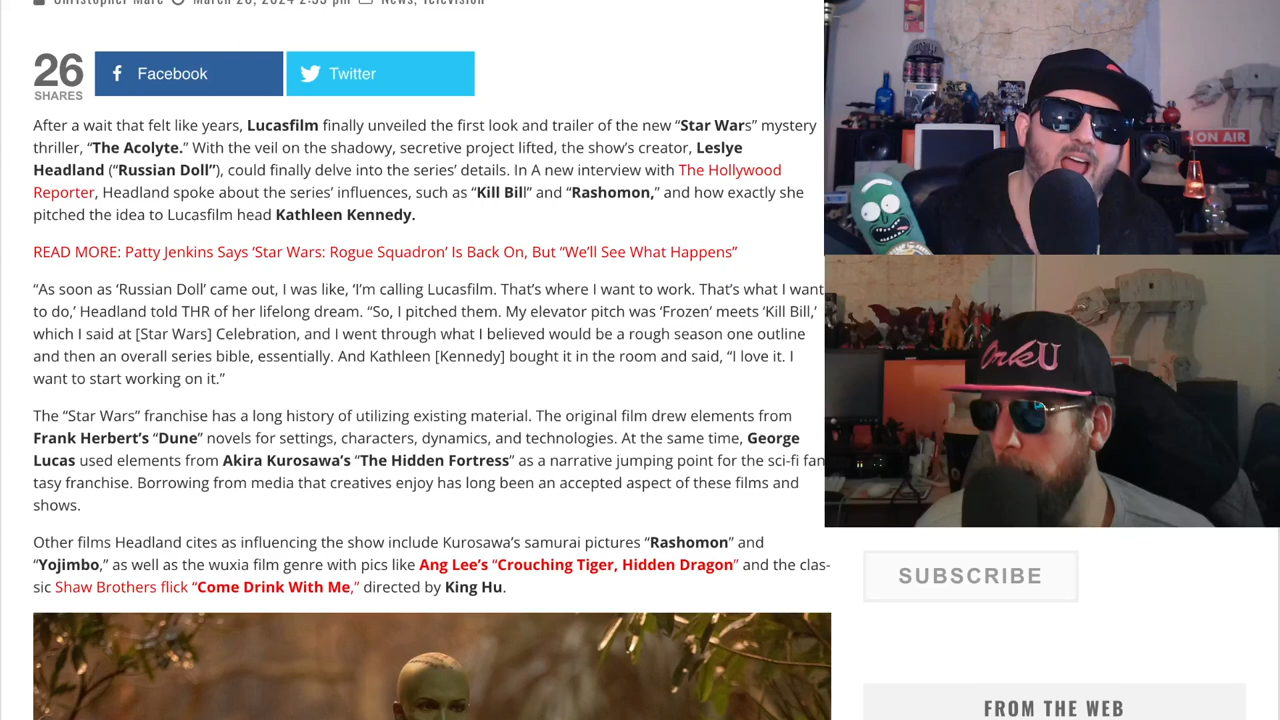 Christopher Marc March 20, 2024 2:55 pm News, Television
26
SHARES
Facebook
Twitter
After a wait that felt like years, Lucasfilm finally unveiled the first look and trailer of the new “Star Wars” mystery
thriller, “The Acolyte.” With the veil on the shadowy, secretive project lifted, the show’s creator, Leslye
Headland (“Russian Doll”), could finally delve into the series’ details. In A new interview with The Hollywood
Reporter, Headland spoke about the series’ influences, such as “Kill Bill” and “Rashomon,” and how exactly she
pitched the idea to Lucasfilm head Kathleen Kennedy.
READ MORE: Patty Jenkins Says ‘Star Wars: Rogue Squadron’ Is Back On, But “We’ll See What Happens”
“As soon as ‘Russian Doll’ came out, I was like, ‘I’m calling Lucasfilm. That’s where I want to work. That’s what I want
to do,’ Headland told THR of her lifelong dream. “So, I pitched them. My elevator pitch was ‘Frozen’ meets ‘Kill Bill,’
which I said at [Star Wars] Celebration, and I went through what I believed would be a rough season one outline
and then an overall series bible, essentially. And Kathleen [Kennedy] bought it in the room and said, “I love it. I
want to start working on it.”
The “Star Wars” franchise has a long history of utilizing existing material. The original film drew elements from
Frank Herbert’s “Dune” novels for settings, characters, dynamics, and technologies. At the same time, George
Lucas used elements from Akira Kurosawa’s “The Hidden Fortress” as a narrative jumping point for the sci-fi fan
tasy franchise. Borrowing from media that creatives enjoy has long been an accepted aspect of these films and
shows.
Other films Headland cites as influencing the show include Kurosawa’s samurai pictures “Rashomon” and
“Yojimbo,” as well as the wuxia film genre with pics like Ang Lee’s “Crouching Tiger, Hidden Dragon” and the clas-
sic Shaw Brothers flick “Come Drink With Me,” directed by King Hu.
ON AIR
OrkU
SUBSCRIBE
FROM THE WEB